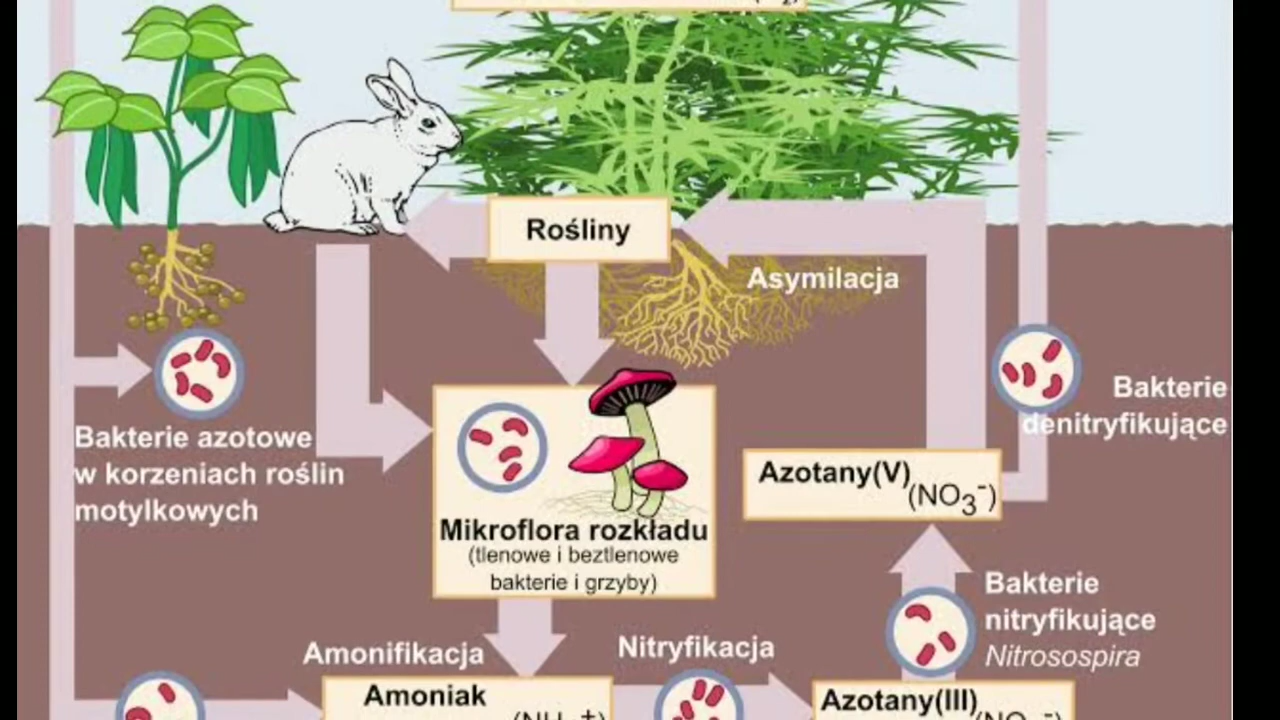 Rośliny
Asymilacja
Bakterie
denitryfikujące
Bakterie azotowe
w korzeniach roślin
motylkowych
Azotany(V)
(NO₃⁻)
Mikroflora rozkładu
(tlenowe i beztlenowe
bakterie i grzyby)
Bakterie
nitryfikujące
Nitrosospira
Amonifikacja
Nitryfikacja
Amoniak
Azotany(III)